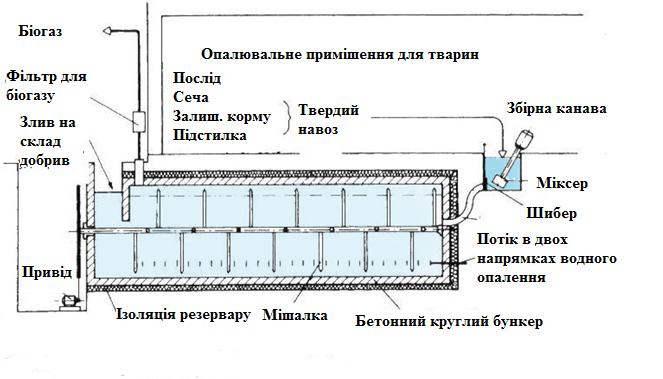 Біогаз
Опалювальне примішення для тварин
Фільтр для
біогазу
Послід
Сеча
Залиш. корму
Підстилка
Твердий
навоз
Збірна канава
Злив на
склад
добрив
Міксер
Шибер
Потік в двох
напрямках водного
опалення
Привід
Ізоляція резервару
Мішалка
Бетонний круглий бункер